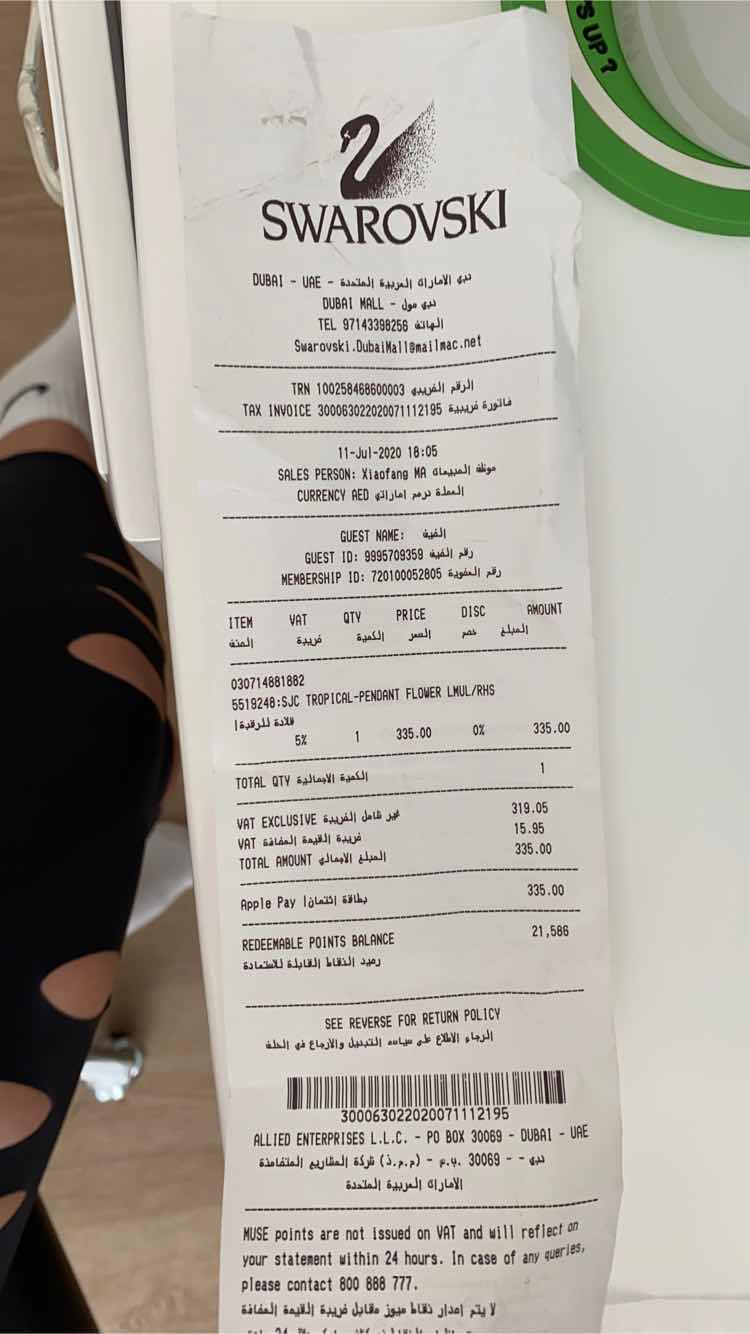 'S UP?
SWAROVSKI
DUBAI - UAE - دبي الامارات العربية المتحدة
DUBAI MALL - دبي مول
TEL 97143398256 الهاتف
Swarovski.DubaiMall@mailmac.net
TRN 100258468600003 الرقم الضريبي
TAX INVOICE 300063022020071112195 فاتورة ضريبية
11-Jul-2020 18:05
SALES PERSON: Xiaofang MA موظف المبيعات
CURRENCY AED العملة درهم إماراتي
GUEST NAME: الضيف
GUEST ID: 9995709359 رقم الضيف
MEMBERSHIP ID: 720100052805 رقم العضوية
ITEM VAT QTY PRICE DISC AMOUNT
الصنف ضريبة الكمية السعر خصم المبلغ
030714881882
5519248:SJC TROPICAL-PENDANT FLOWER LMUL/RHS
قلادة للرقبة|
5% 1 335.00 0% 335.00
TOTAL QTY الكمية الاجمالية 1
VAT EXCLUSIVE غير شامل الضريبة 319.05
VAT ضريبة القيمة المضافة 15.95
TOTAL AMOUNT المبلغ الاجمالي 335.00
Apple Pay بطاقة إئتمان| 335.00
REDEEMABLE POINTS BALANCE 21,586
رصيد النقاط القابلة للاستعادة
SEE REVERSE FOR RETURN POLICY
الرجاء الاطلاع على سياسه التبديل والارجاع في الخلف
300063022020071112195
ALLIED ENTERPRISES L.L.C. - PO BOX 30069 - DUBAI - UAE
دبي - - 30069 ص.ب. - (ذ.م.م) شركة المشاريع المتضامنة
الامارات العربية المتحدة
MUSE points are not issued on VAT and will reflect on
your statement within 24 hours. In case of any queries,
please contact 800 888 777.
لا يتم إصدار نقاط ميوز مقابل ضريبة القيمة المضافة